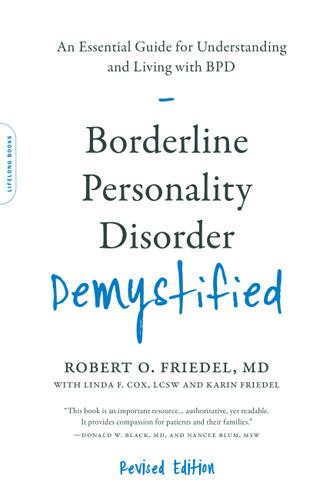 An Essential Guide for Understanding
and Living with BPD
–
Borderline
Personality
Disorder
Demystified
LIFELONG BOOKS
ROBERT O. FRIEDEL, MD
WITH LINDA F. COX, LCSW AND KARIN FRIEDEL
"This book is an important resource... authoritative, yet readable.
It provides compassion for patients and their families."
—DONALD W. BLACK, MD, AND NANCEE BLUM, MSW
Revised Edition